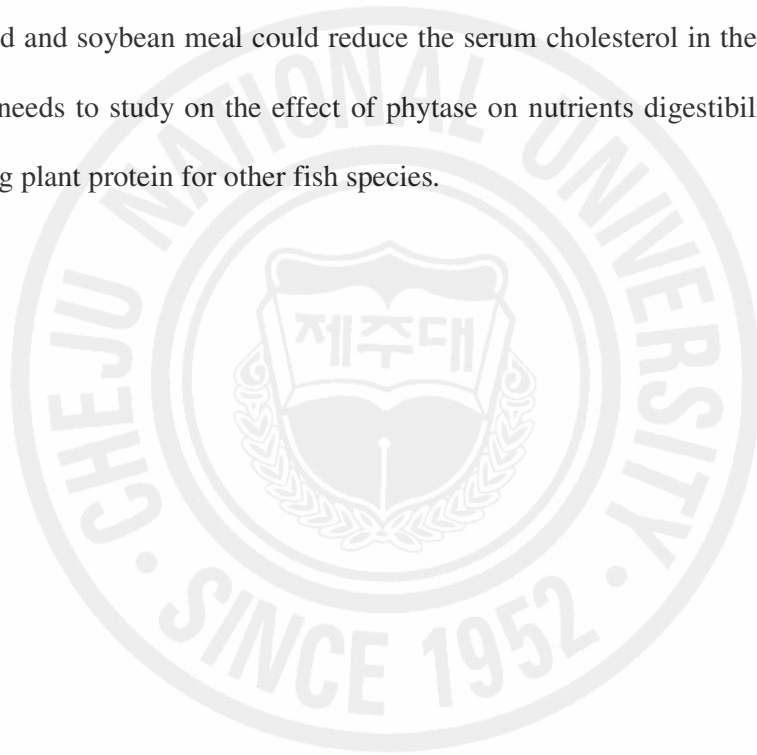 d and soybean meal could reduce the serum cholesterol in the
needs to study on the effect of phytase on nutrients digestibil
g plant protein for other fish species.
CHEJU NATIONAL UNIVERSITY
제주대
· SINCE 1952 ·